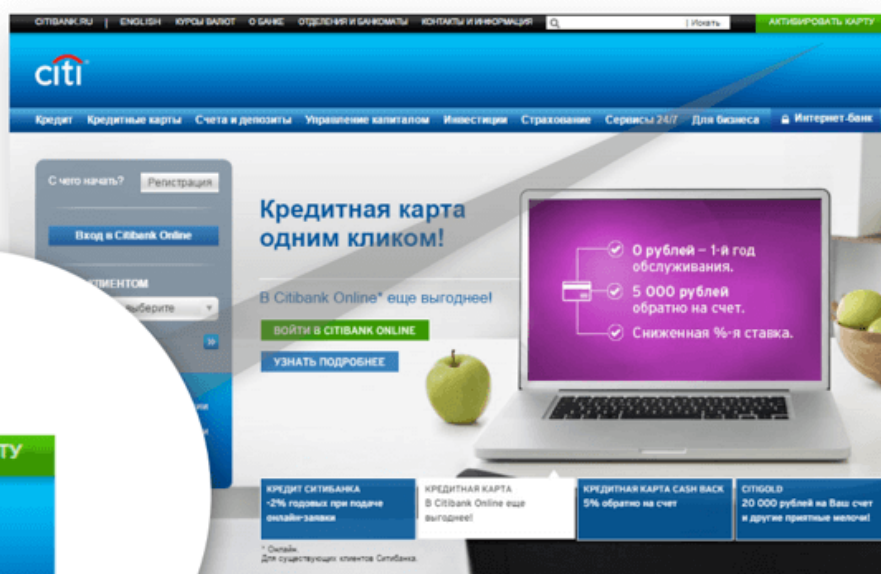 CITIBANK.RU | ENGLISH КУРСЫ ВАЛЮТ О БАНКЕ ОТДЕЛЕНИЯ И БАНКОМАТЫ КОНТАКТЫ И ИНФОРМАЦИЯ Искать АКТИВИРОВАТЬ КАРТУ
citi
Кредит Кредитные карты Счета и депозиты Управление капиталом Инвестиции Страхование Сервисы 24/7 Для бизнеса Интернет-банк
С чего начать? Регистрация
Вход в Citibank Online
КЛИЕНТОМ
выберите
Кредитная карта
одним кликом!
В Citibank Online* еще выгоднее!
ВОЙТИ В CITIBANK ONLINE
УЗНАТЬ ПОДРОБНЕЕ
0 рублей – 1-й год
обслуживания.
5 000 рублей
обратно на счет.
Сниженная %-я ставка.
ТУ
КРЕДИТ СИТИБАНКА
-2% годовых при подаче
онлайн-заявки
КРЕДИТНАЯ КАРТА
В Citibank Online еще
выгоднее!
КРЕДИТНАЯ КАРТА CASH BACK
5% обратно на счет
CITIGOLD
20 000 рублей на Ваш счет
и другие приятные мелочи!
* Онлайн.
Для существующих клиентов Ситибанка.